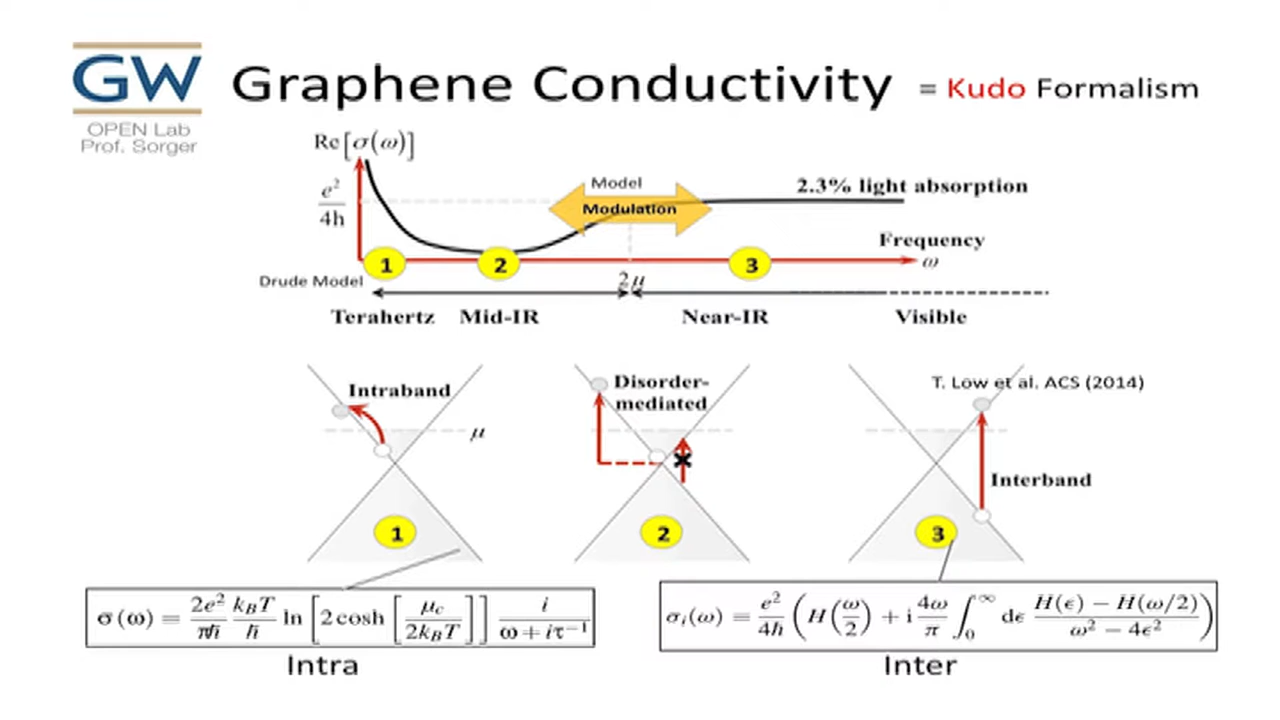 GW
OPEN Lab
Prof. Sorger
Graphene Conductivity = Kudo Formalism
Re[σ(ω)]
e²/4h
Model
Modulation
2.3% light absorption
Frequency
ω
1
2
3
Drude Model
2μ
Terahertz Mid-IR Near-IR Visible
Intraband
μ
Disorder-
mediated
T. Low et al. ACS (2014)
Interband
1
2
3
σ(ω) = 2e²/πħ k_BT/ħ ln [2cosh [μ_c/2k_BT]] i/ω+iτ⁻¹
σ_i(ω) = e²/4ħ (H(ω/2) + i 4ω/π ∫₀^∞ dϵ H(ϵ) − H(ω/2)/ω² − 4ϵ²)
Intra
Inter